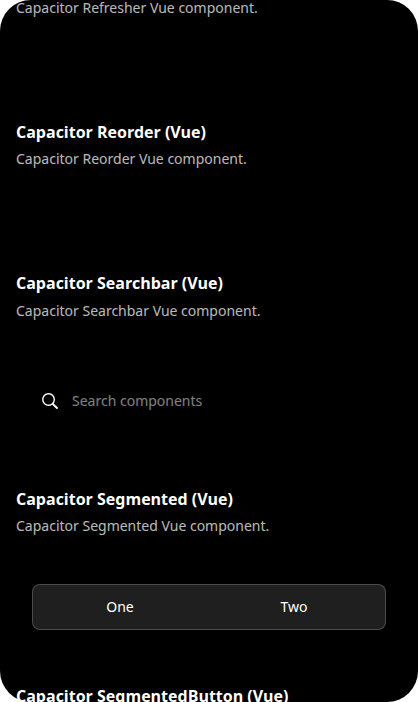 Capacitor Refresher Vue component.
Capacitor Reorder (Vue)
Capacitor Reorder Vue component.
Capacitor Searchbar (Vue)
Capacitor Searchbar Vue component.
Search components
Capacitor Segmented (Vue)
Capacitor Segmented Vue component.
One Two
Capacitor SegmentedButton (Vue)